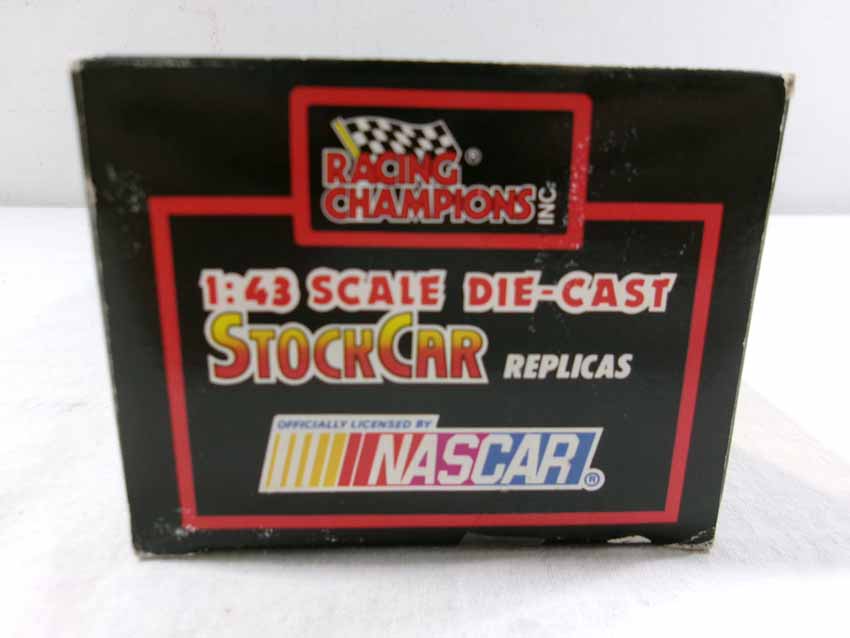 RACING ®
CHAMPIONS INC.
1:43 SCALE DIE-CAST
STOCKCAR REPLICAS
OFFICIALLY LICENSED BY
NASCAR®